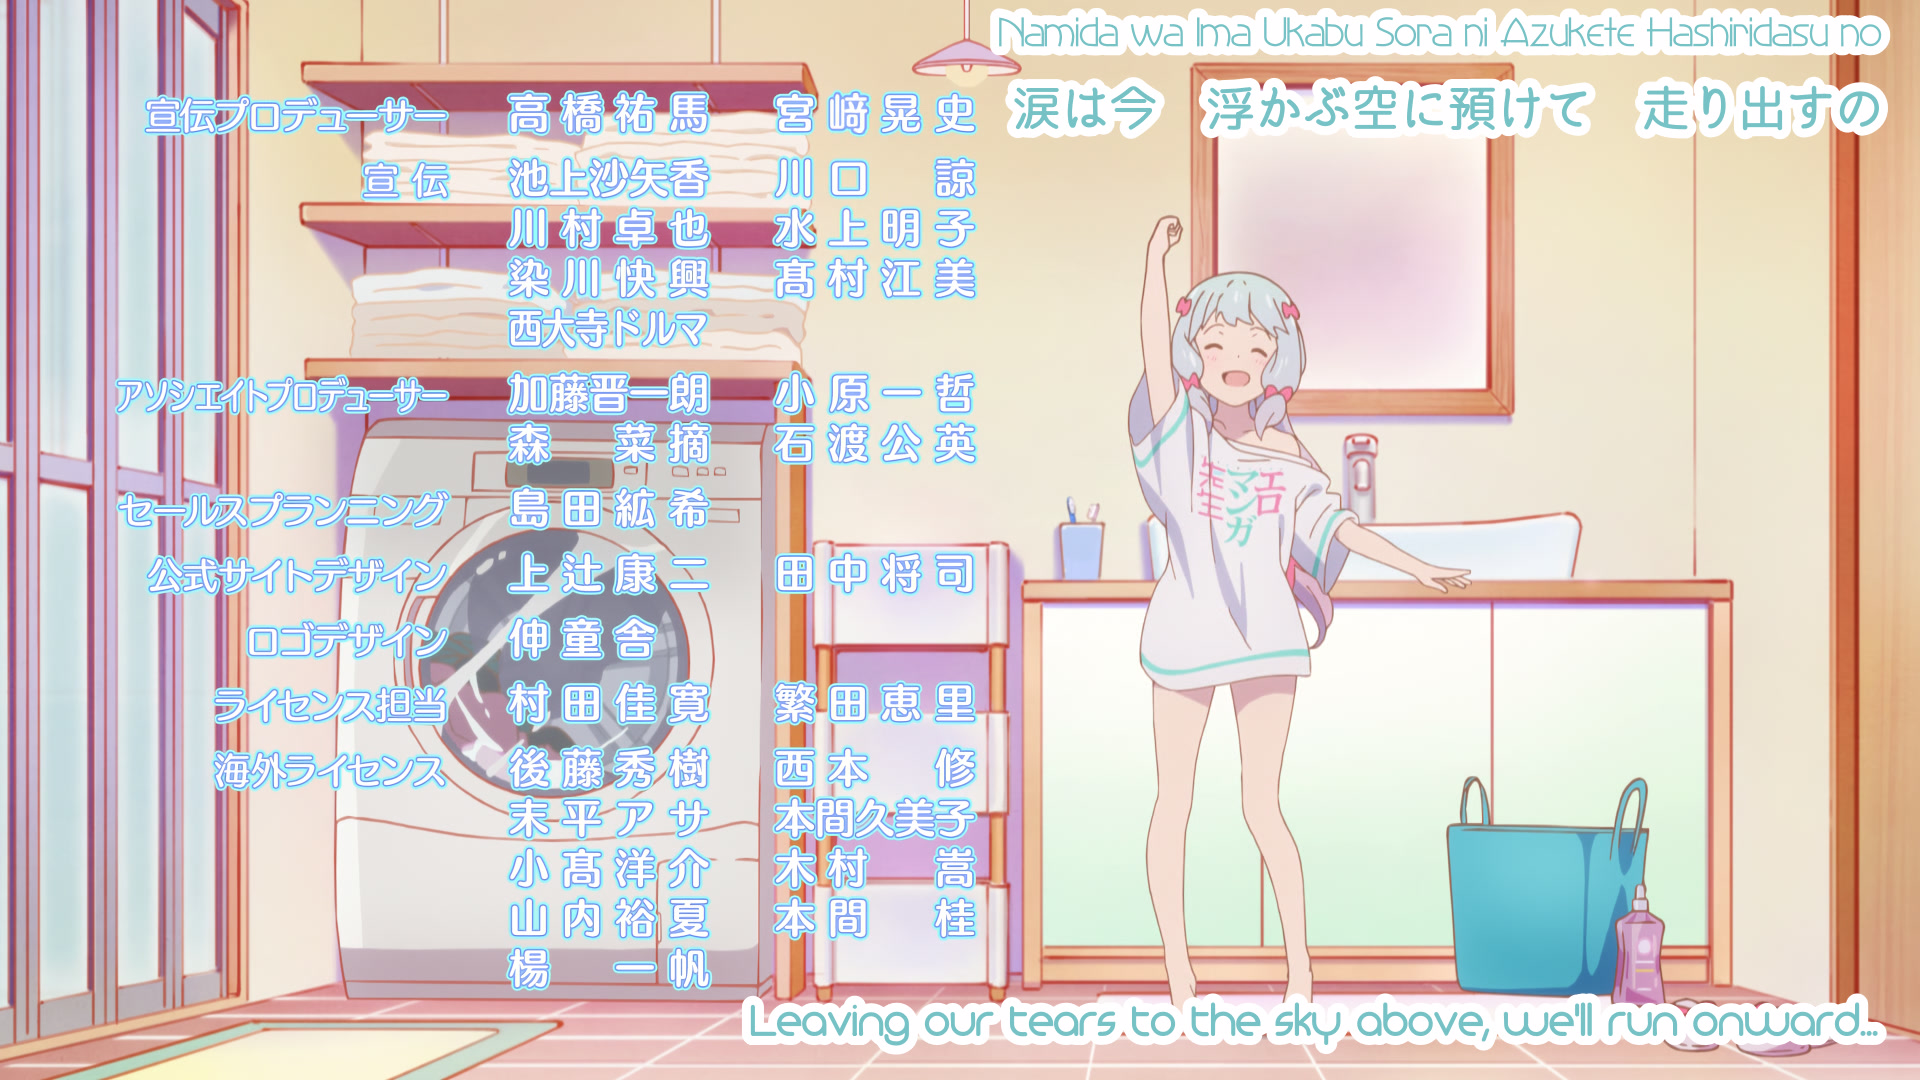 Namida wa Ima Ukabu Sora ni Azukete Hashiridasu no
涙は今　浮かぶ空に預けて　走り出すの
宣伝プロデューサー　高橋祐馬　宮﨑晃史
宣伝　池上沙矢香　川口諒
川村卓也　水上明子
染川快興　髙村江美
西大寺ドルマ
アソシエイトプロデューサー　加藤晋一朗　小原一哲
森菜摘　石渡公英
セールスプランニング　島田紘希
公式サイトデザイン　上辻康二　田中将司
ロゴデザイン　伸童舎
ライセンス担当　村田佳寛　繁田恵里
海外ライセンス　後藤秀樹　西本修
末平アサ　本間久美子
小髙洋介　木村嵩
山内裕夏　本間桂
楊一帆
エロ
マンガ
先生
Leaving our tears to the sky above, we'll run onward...